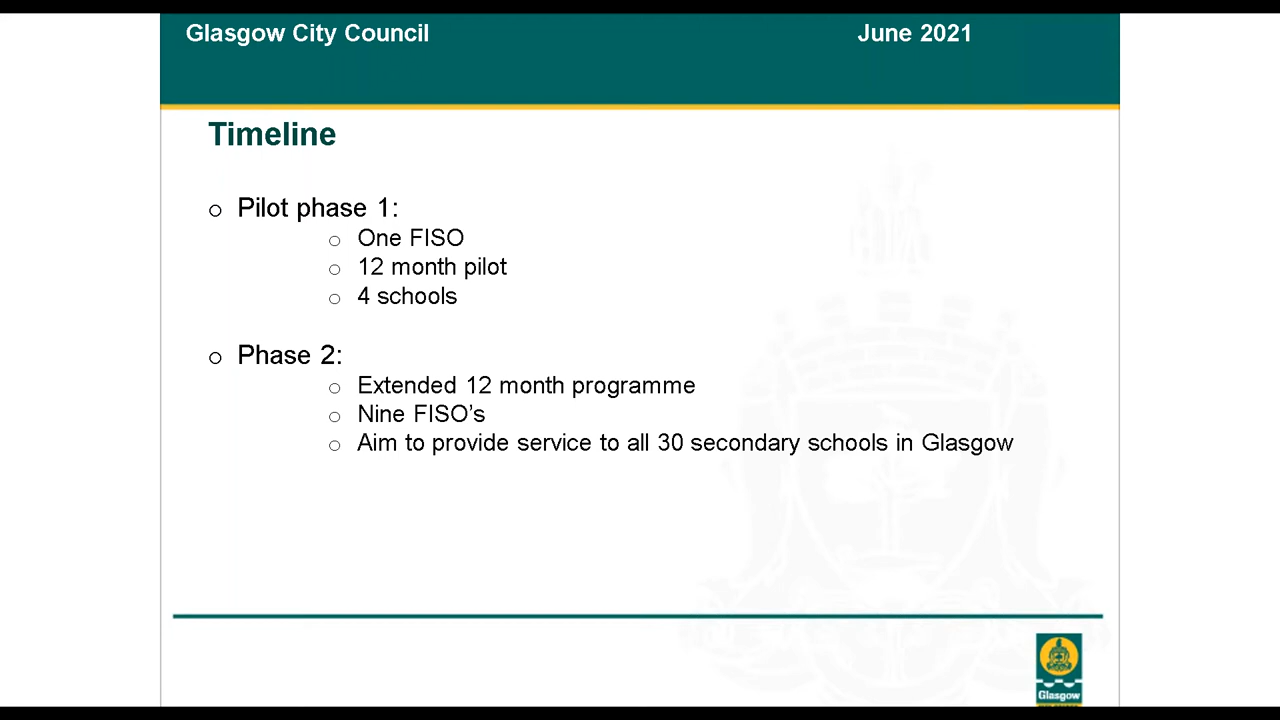 Glasgow City Council June 2021
Timeline
o Pilot phase 1:
o One FISO
o 12 month pilot
o 4 schools
o Phase 2:
o Extended 12 month programme
o Nine FISO’s
o Aim to provide service to all 30 secondary schools in Glasgow
Glasgow